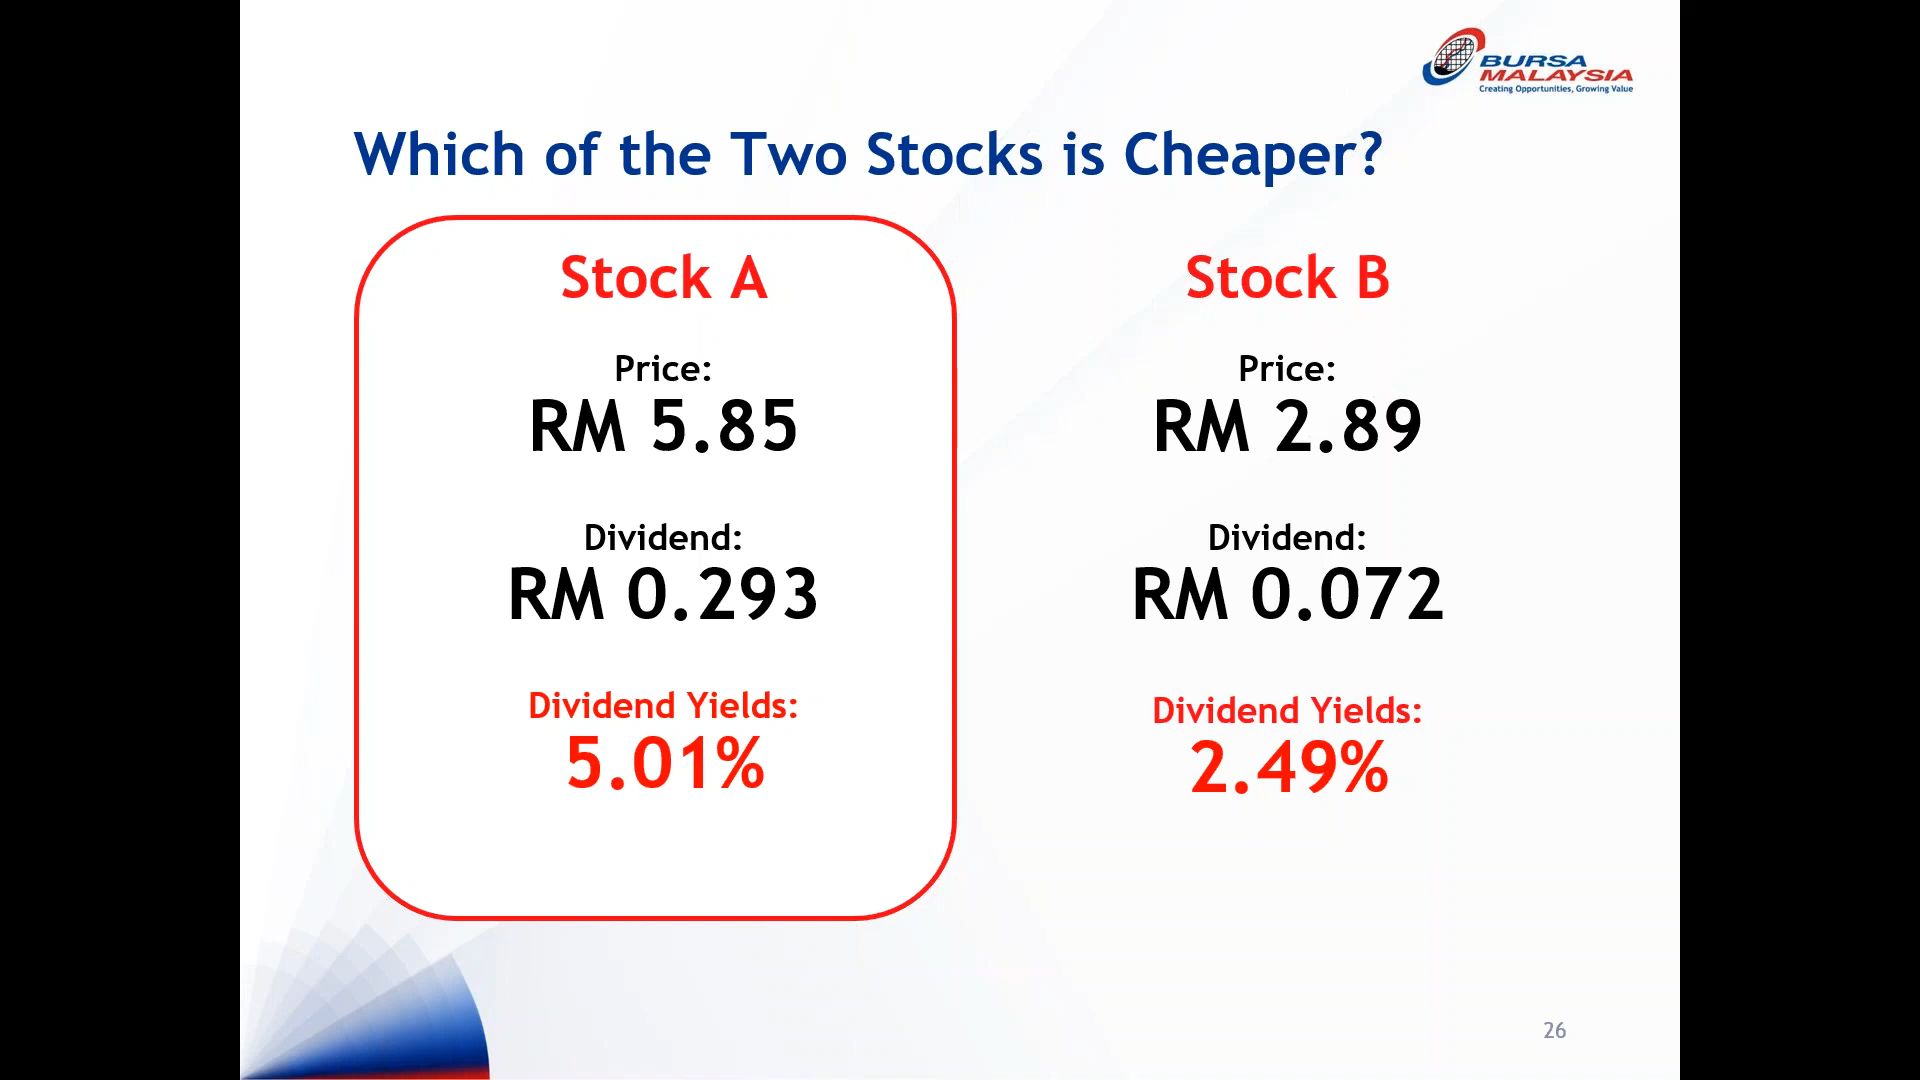 BURSA
MALAYSIA
Creating Opportunities, Growing Value
Which of the Two Stocks is Cheaper?
Stock A
Price:
RM 5.85
Dividend:
RM 0.293
Dividend Yields:
5.01%
Stock B
Price:
RM 2.89
Dividend:
RM 0.072
Dividend Yields:
2.49%
26